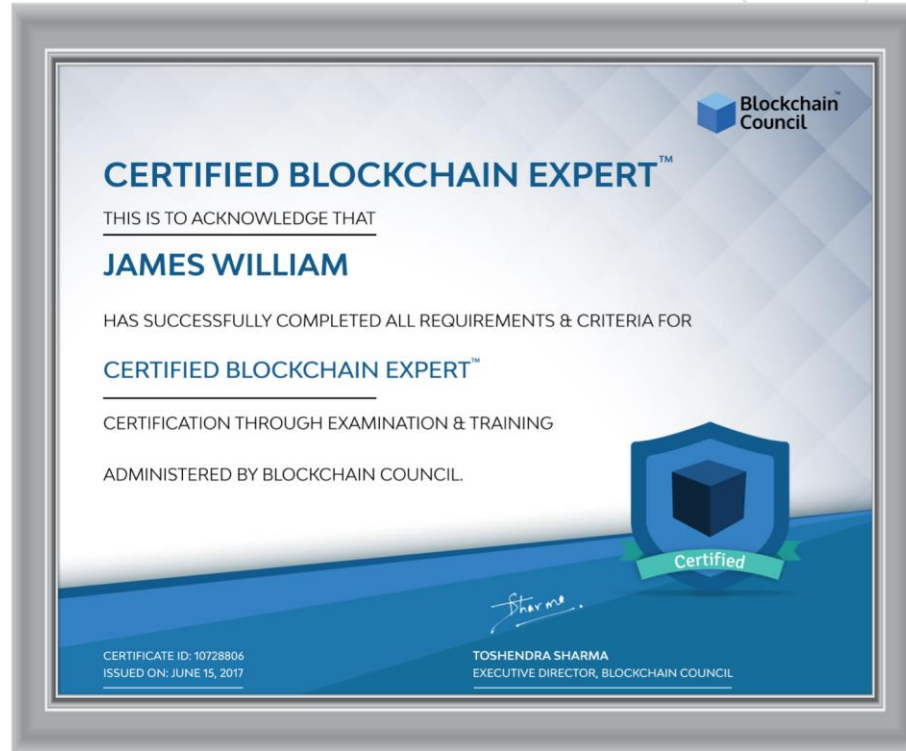 Blockchain™
Council
CERTIFIED BLOCKCHAIN EXPERT™
THIS IS TO ACKNOWLEDGE THAT
JAMES WILLIAM
HAS SUCCESSFULLY COMPLETED ALL REQUIREMENTS & CRITERIA FOR
CERTIFIED BLOCKCHAIN EXPERT™
CERTIFICATION THROUGH EXAMINATION & TRAINING
ADMINISTERED BY BLOCKCHAIN COUNCIL.
Certified
Sharma.
CERTIFICATE ID: 10728806
ISSUED ON: JUNE 15, 2017
TOSHENDRA SHARMA
EXECUTIVE DIRECTOR, BLOCKCHAIN COUNCIL